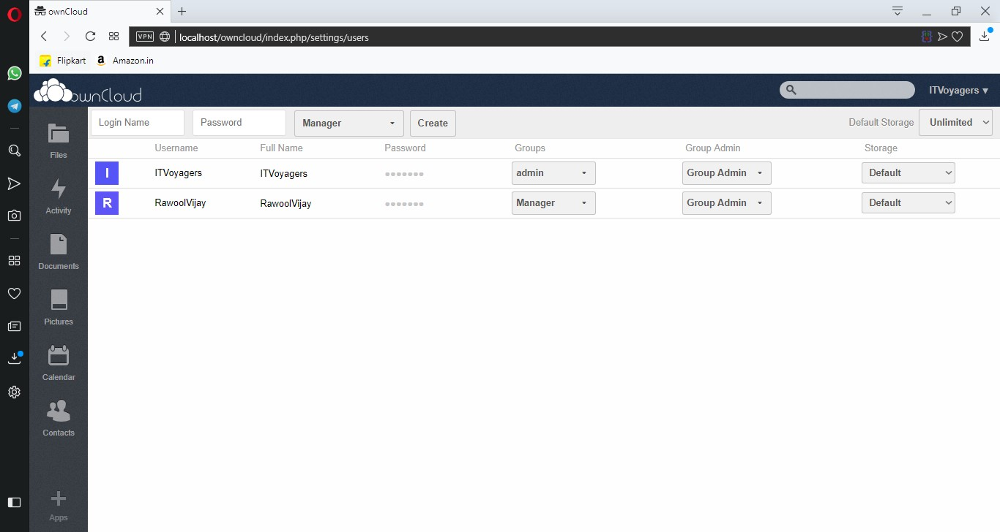 ownCloud
VPN localhost/owncloud/index.php/settings/users
Flipkart a Amazon.in
ownCloud
ITVoyagers ▾
Login Name Password Manager Create Default Storage Unlimited
Username Full Name Password Groups Group Admin Storage
I ITVoyagers ITVoyagers ●●●●●●● admin Group Admin Default
R RawoolVijay RawoolVijay ●●●●●●● Manager Group Admin Default
Files
Activity
Documents
Pictures
Calendar
Contacts
Apps